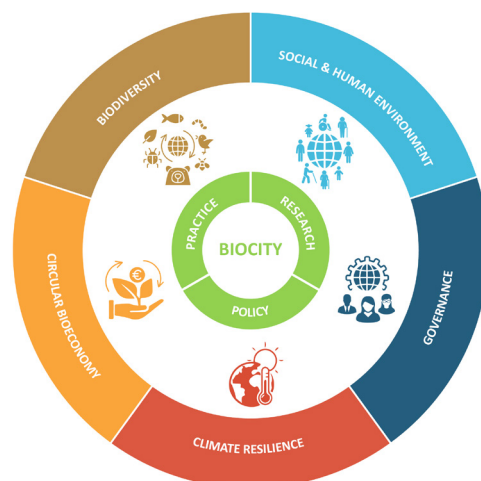 BIODIVERSITY
SOCIAL & HUMAN ENVIRONMENT
GOVERNANCE
CLIMATE RESILIENCE
CIRCULAR BIOECONOMY
€
PRACTICE
RESEARCH
POLICY
BIOCITY